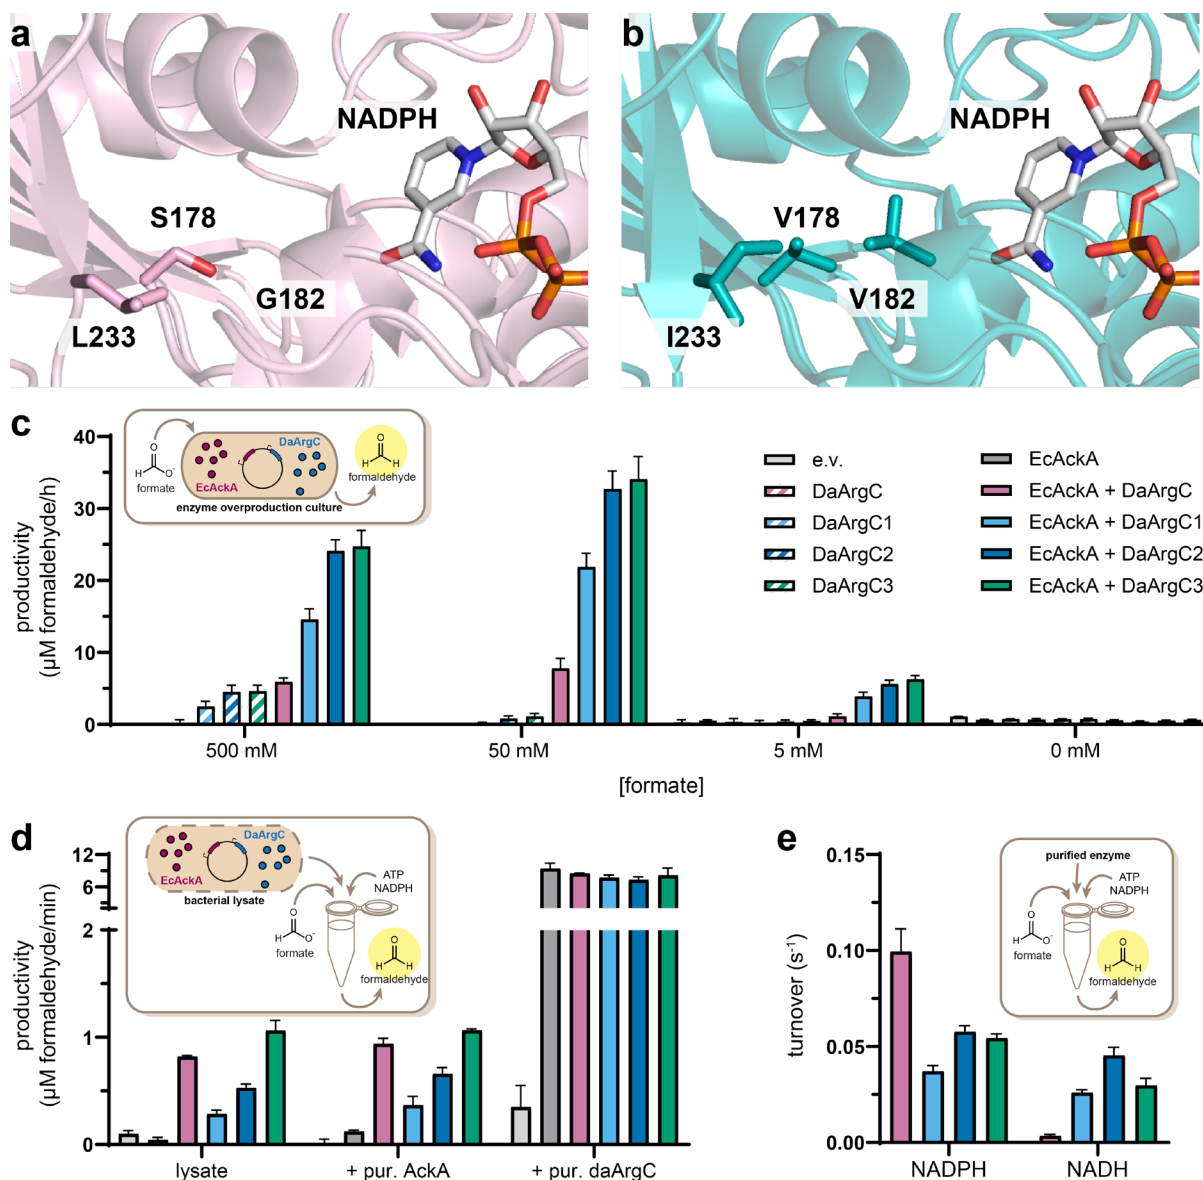 a
NADPH
S178
G182
L233
b
NADPH
V178
V182
I233
c
productivity
(µM formaldehyde/h)
40
30
20
10
0
500 mM
50 mM
5 mM
0 mM
[formate]
O
H
O-
formate
EcAckA
DaArgC
O
H
H
formaldehyde
enzyme overproduction culture
e.v.
DaArgC
DaArgC1
DaArgC2
DaArgC3
EcAckA
EcAckA + DaArgC
EcAckA + DaArgC1
EcAckA + DaArgC2
EcAckA + DaArgC3
d
productivity
(µM formaldehyde/min)
12
6
2
1
0
lysate
+ pur. AckA
+ pur. daArgC
DaArgC
EcAckA
bacterial lysate
ATP
NADPH
O
H
O-
formate
O
H
H
formaldehyde
e
turnover (s-1)
0.15
0.10
0.05
0.00
NADPH
NADH
purified enzyme
ATP
NADPH
O
H
O-
formate
O
H
H
formaldehyde